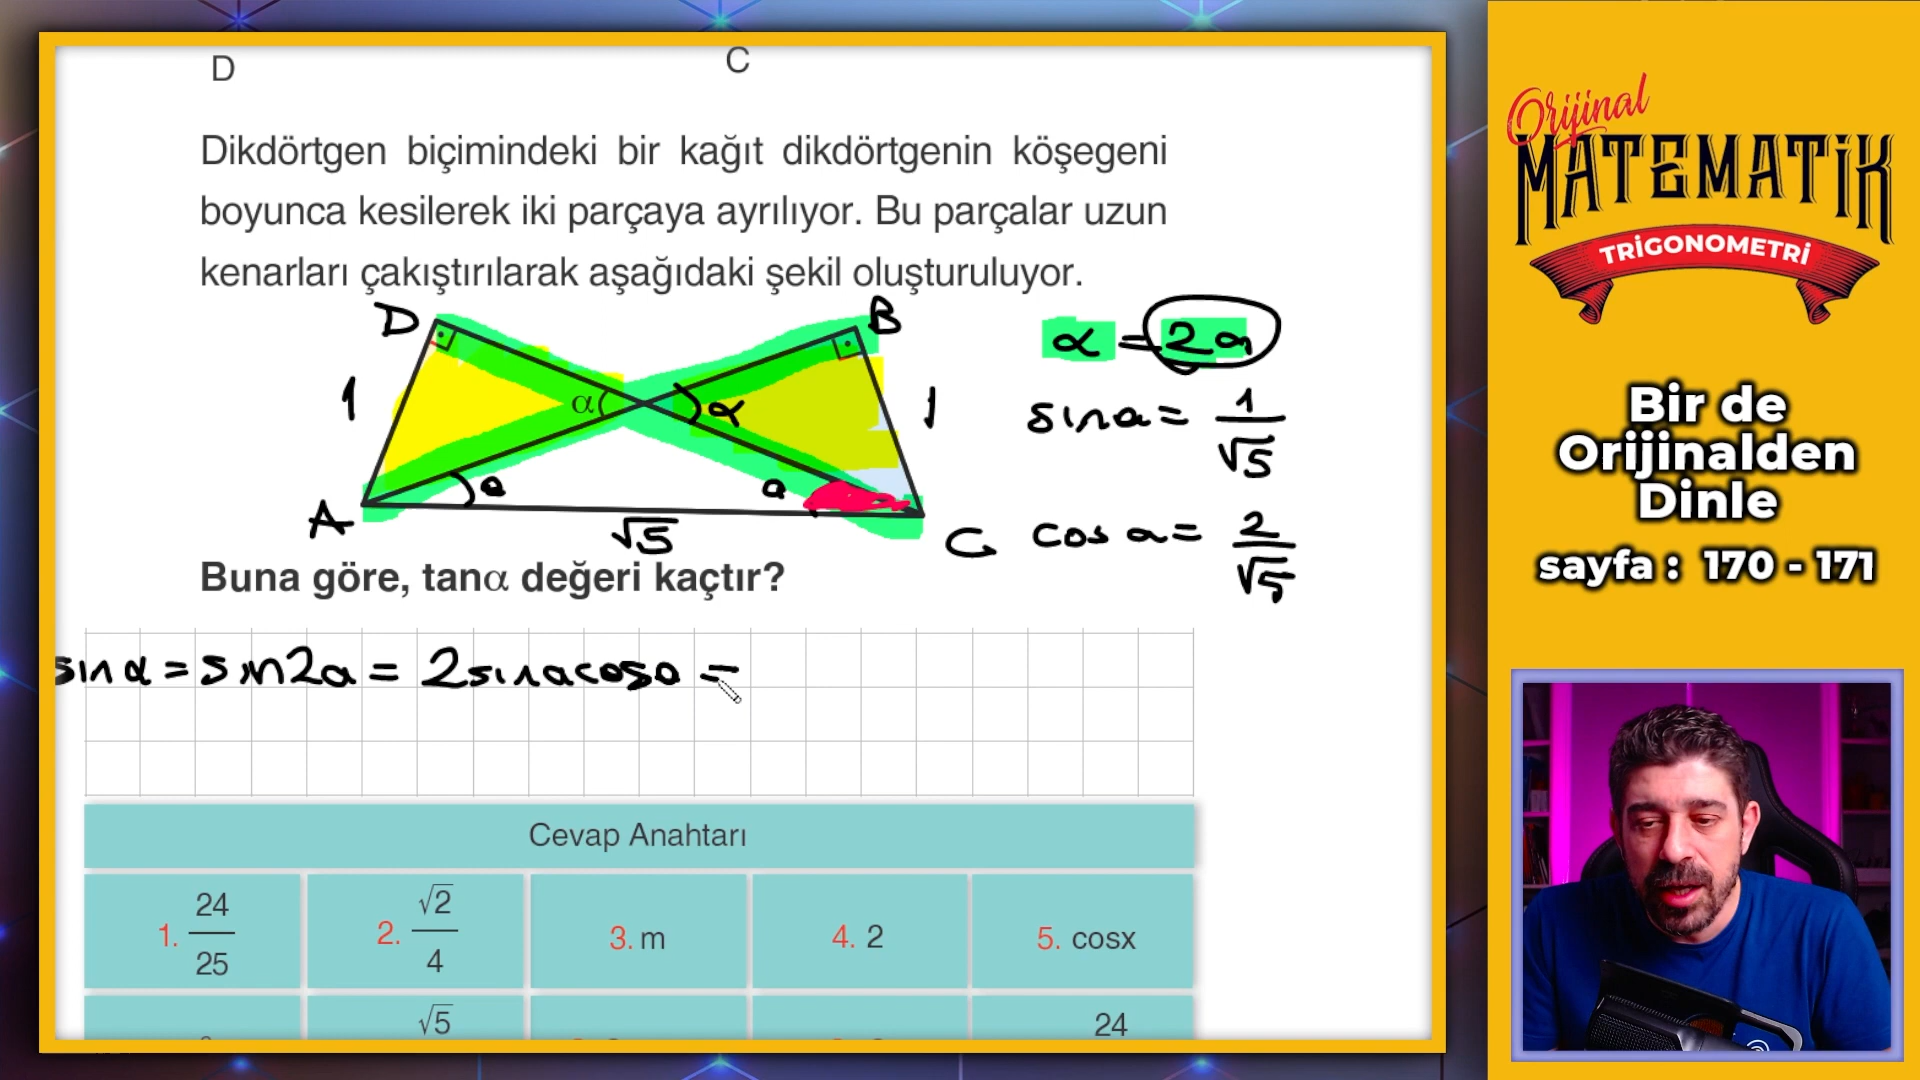 D
C
Dikdörtgen biçimindeki bir kağıt dikdörtgenin köşegeni
boyunca kesilerek iki parçaya ayrılıyor. Bu parçalar uzun
kenarları çakıştırılarak aşağıdaki şekil oluşturuluyor.
D
B
1
α
α
1
A
a
a
C
√5
α = 2a
sin a = 1/√5
cos a = 2/√5
Buna göre, tanα değeri kaçtır?
sin α = sin2a = 2sinacosa =
Cevap Anahtarı
1. 24/25
2. √2/4
3. m
4. 2
5. cosx
√5
24
Orijinal
MATEMATİK
TRİGONOMETRİ
Bir de
Orijinalden
Dinle
sayfa : 170 - 171